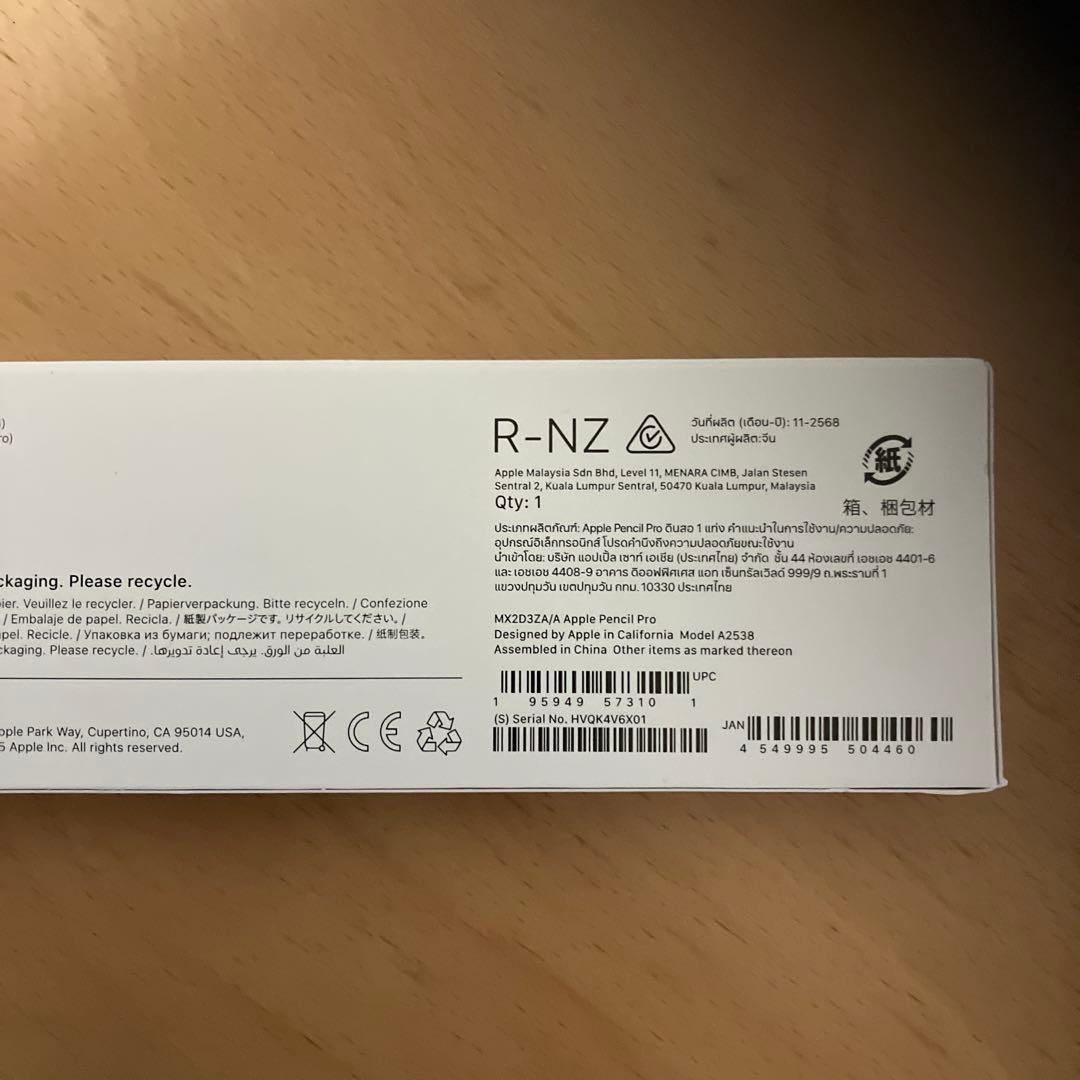 )
ro)
ckaging. Please recycle.
ier. Veuillez le recycler. / Papierverpackung. Bitte recyceln. / Confezione
/ Embalaje de papel. Recicla. / 紙製パッケージです。リサイクルしてください。/
apel. Recicle. / Упаковка из бумаги; подлежит переработке. / 纸制包装。
ckaging. Please recycle. / العلبة من الورق. يرجى إعادة تدويرها.
pple Park Way, Cupertino, CA 95014 USA,
5 Apple Inc. All rights reserved.
CE
R-NZ
วันที่ผลิต (เดือน-ปี): 11-2568
ประเทศผู้ผลิต:จีน
紙
箱、梱包材
Apple Malaysia Sdn Bhd, Level 11, MENARA CIMB, Jalan Stesen
Sentral 2, Kuala Lumpur Sentral, 50470 Kuala Lumpur, Malaysia
Qty: 1
ประเภทผลิตภัณฑ์: Apple Pencil Pro ดินสอ 1 แท่ง คำแนะนำในการใช้งาน/ความปลอดภัย:
อุปกรณ์อิเล็กทรอนิกส์ โปรดคำนึงถึงความปลอดภัยขณะใช้งาน
นำเข้าโดย: บริษัท แอปเปิ้ล เซาท์ เอเชีย (ประเทศไทย) จำกัด ชั้น 44 ห้องเลขที่ เอชเอช 4401-6
และ เอชเอช 4408-9 อาคาร ดิออฟฟิศเศส แอท เซ็นทรัลเวิลด์ 999/9 ถ.พระรามที่ 1
แขวงปทุมวัน เขตปทุมวัน กทม. 10330 ประเทศไทย
MX2D3ZA/A Apple Pencil Pro
Designed by Apple in California Model A2538
Assembled in China Other items as marked thereon
UPC
1 95949 57310 1
(S) Serial No. HVQK4V6X01
JAN
4 549995 504460